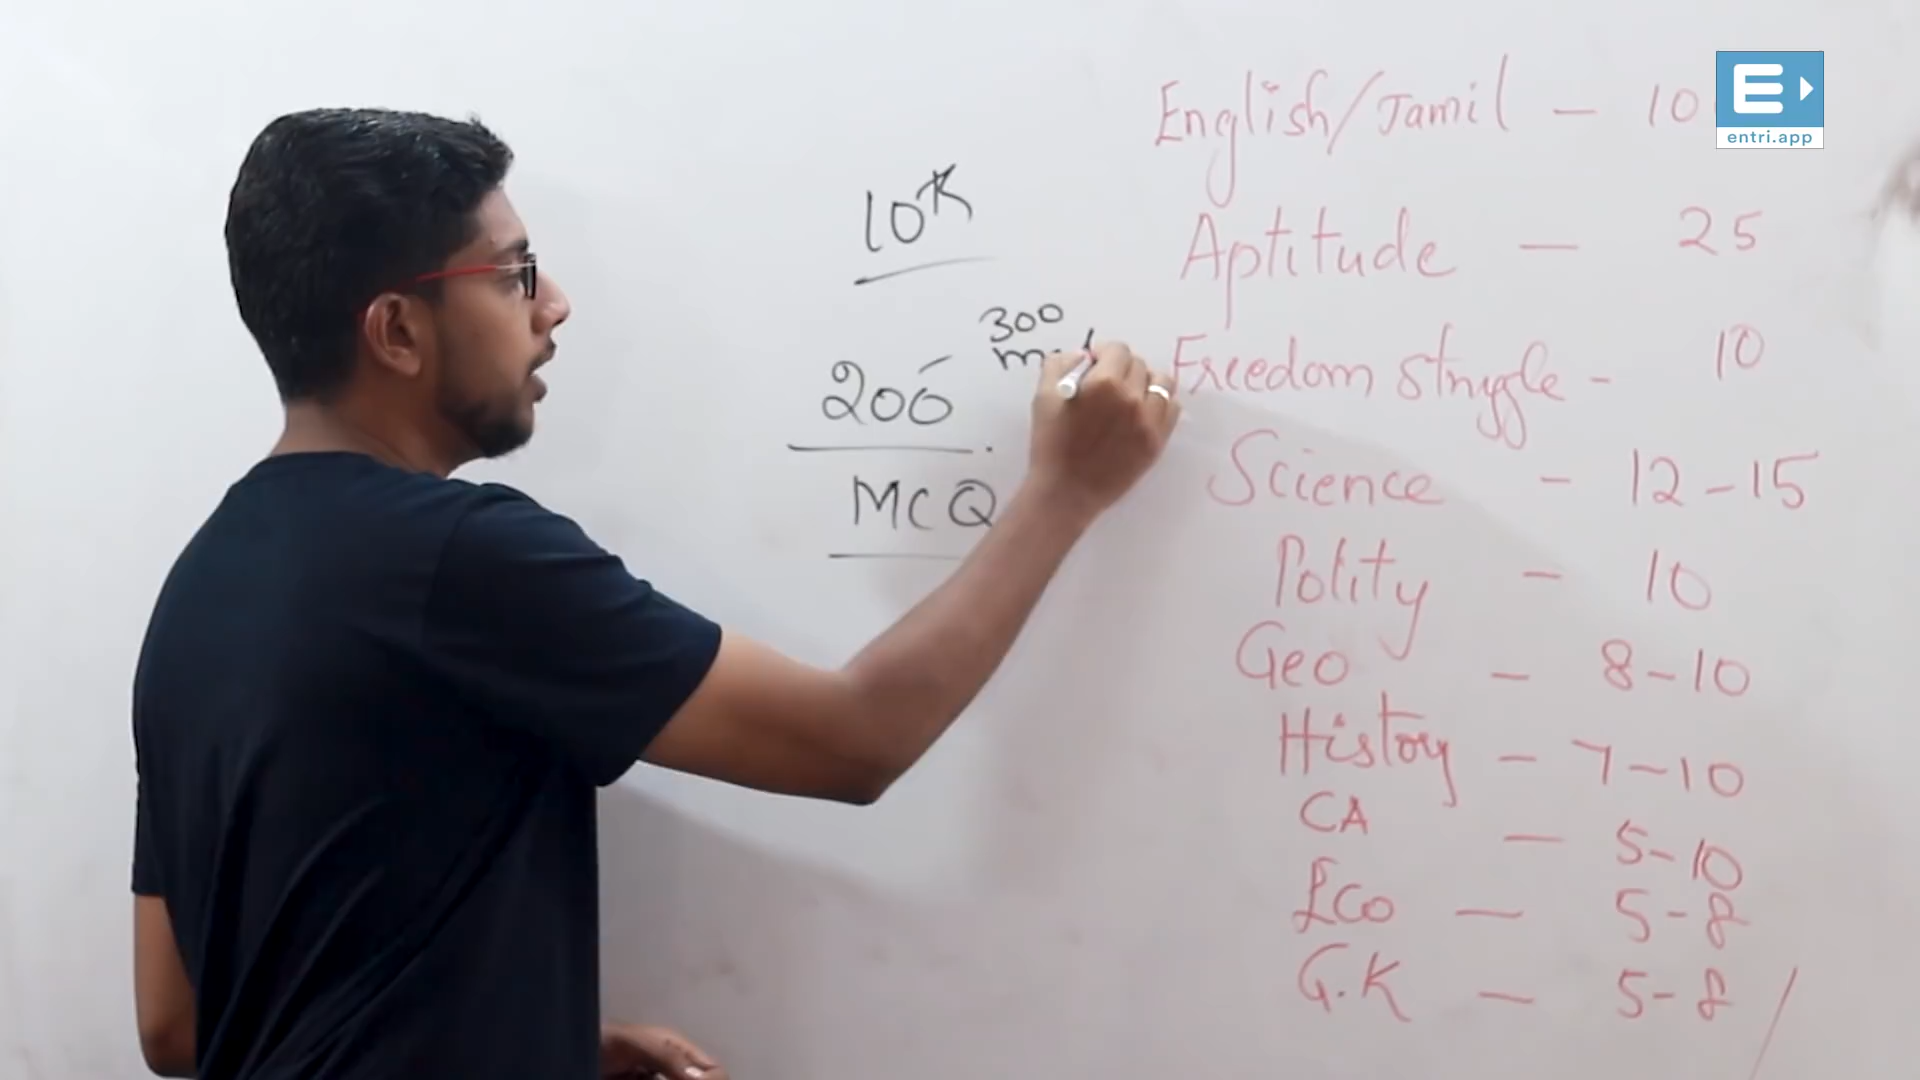 10K
200
MCQ
300
English/Tamil - 10
Aptitude - 25
Freedom struggle - 10
Science - 12-15
Polity - 10
Geo - 8-10
History - 7-10
CA - 5-10
Eco - 5-8
G.K - 5-8
E
entri.app